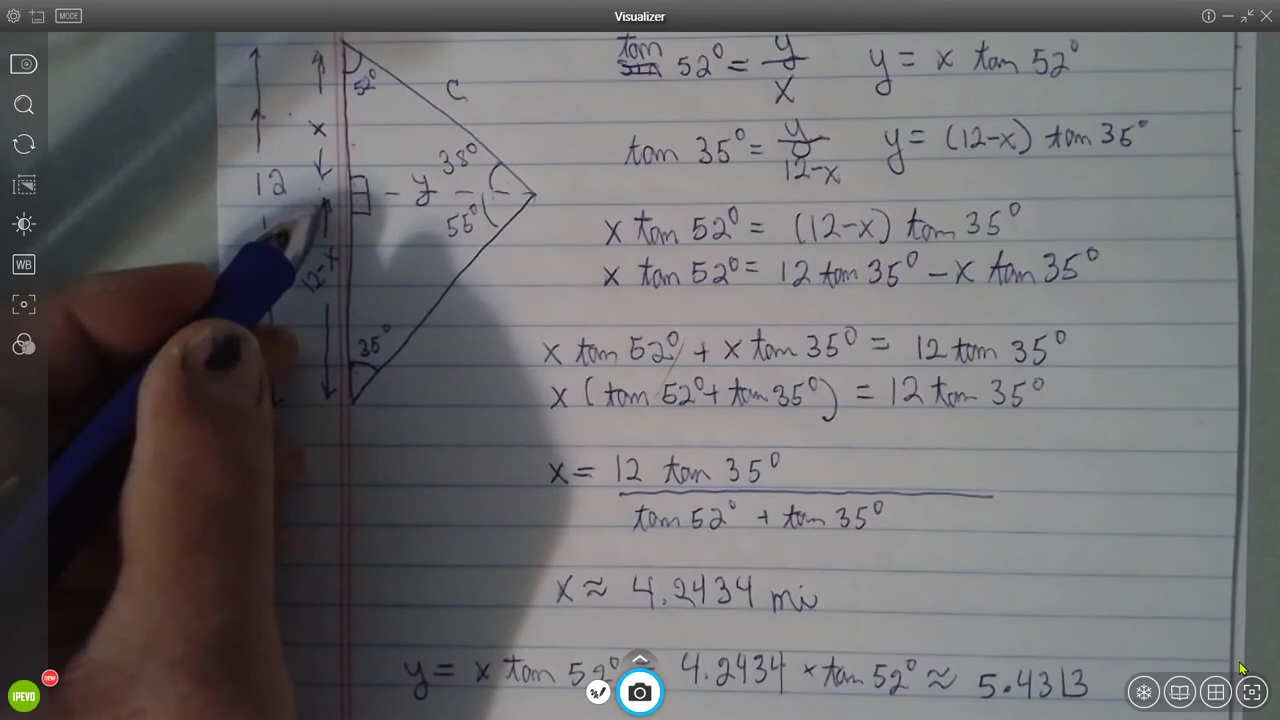 Visualizer
MODE
52°
C
x
38°
12
y
55°
12-x
35°
tan 52° = y/x y = x tan 52°
tan 35° = y/12-x y = (12-x) tan 35°
x tan 52° = (12-x) tan 35°
x tan 52° = 12 tan 35° - x tan 35°
x tan 52° + x tan 35° = 12 tan 35°
x (tan 52° + tan 35°) = 12 tan 35°
x = 12 tan 35°
tan 52° + tan 35°
x ≈ 4.2434 mi
y = x tan 52° = 4.2434 * tan 52° ≈ 5.4313
WB
IPEVO
new